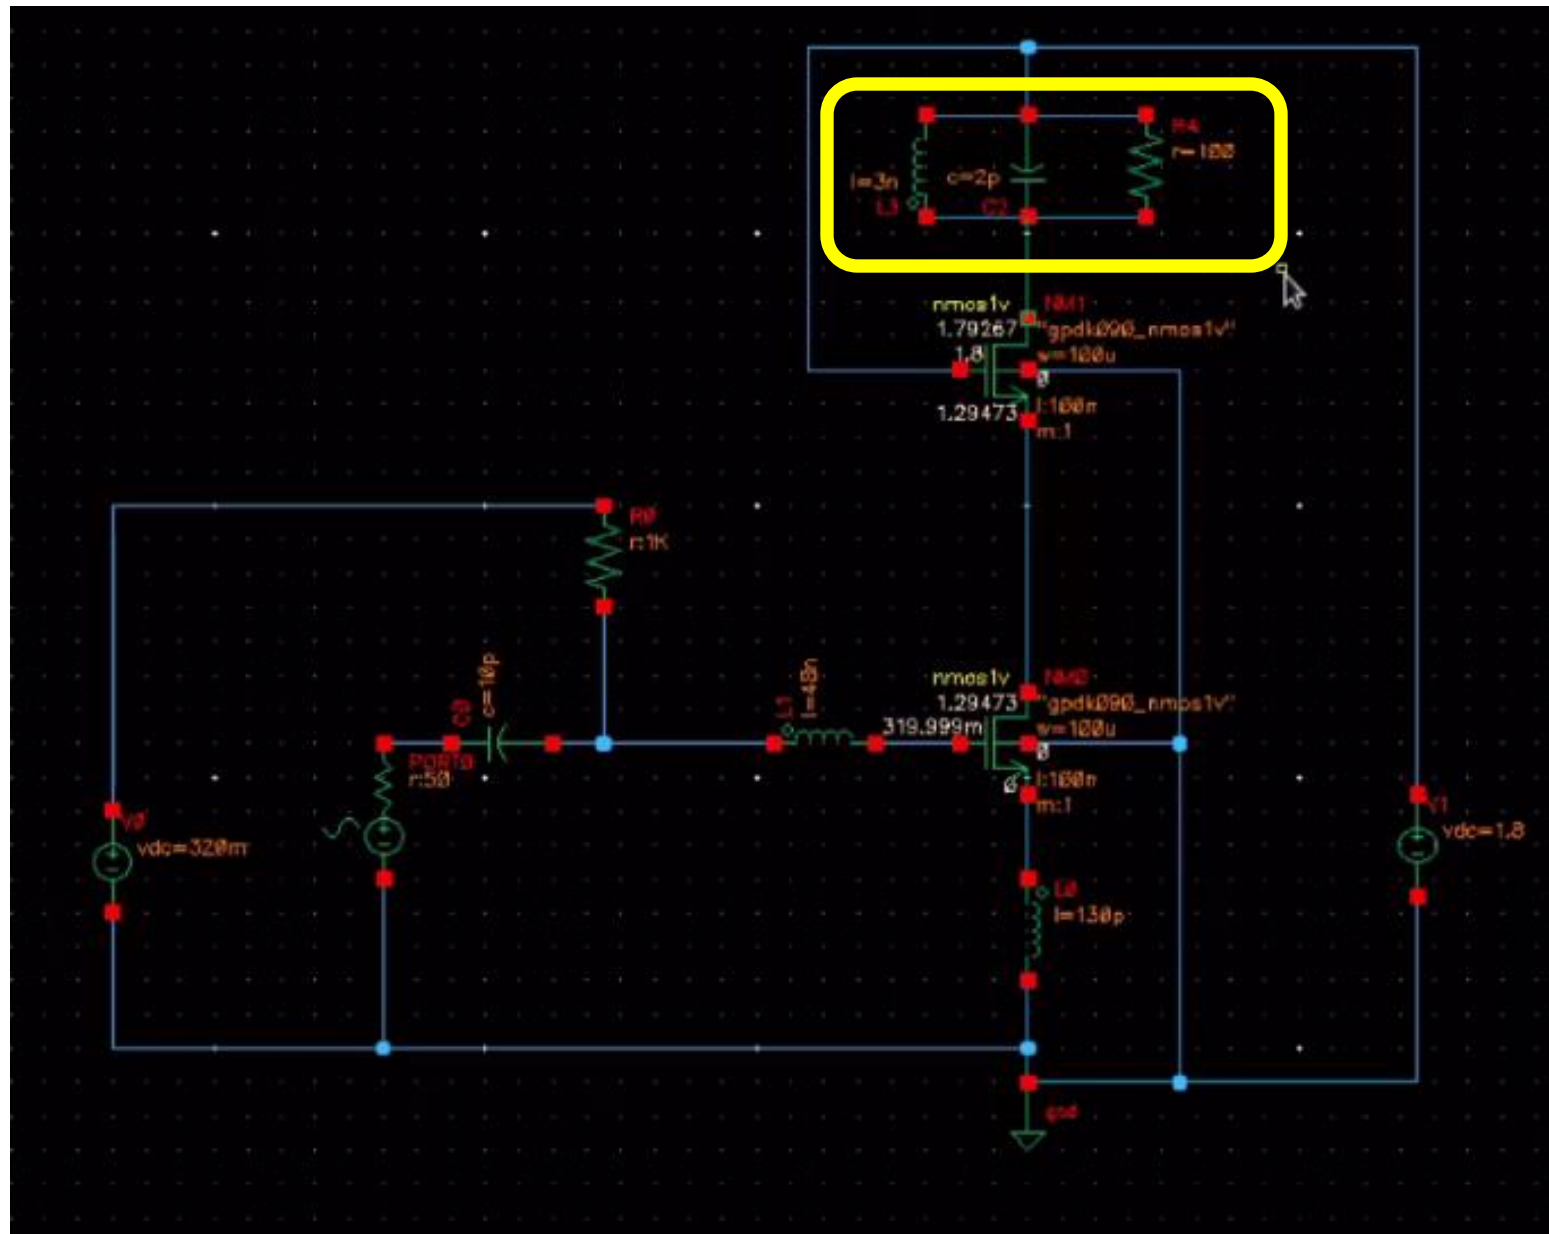 R4
r=100
l=3n
L3
c=2p
C2
nmos1v
NM1
1.79267
"gpdk090_nmos1v"
1.8
w=100u
0
1.29473
l:100n
m:1
R0
r:1K
C0
c=10p
L1
l=40n
nmos1v
NM0
1.29473
"gpdk090_nmos1v"
319.999m
w=100u
0
0
l:100n
m:1
PORT0
r:50
V0
vdc=320m
V1
vdc=1.8
L0
l=130p
gnd